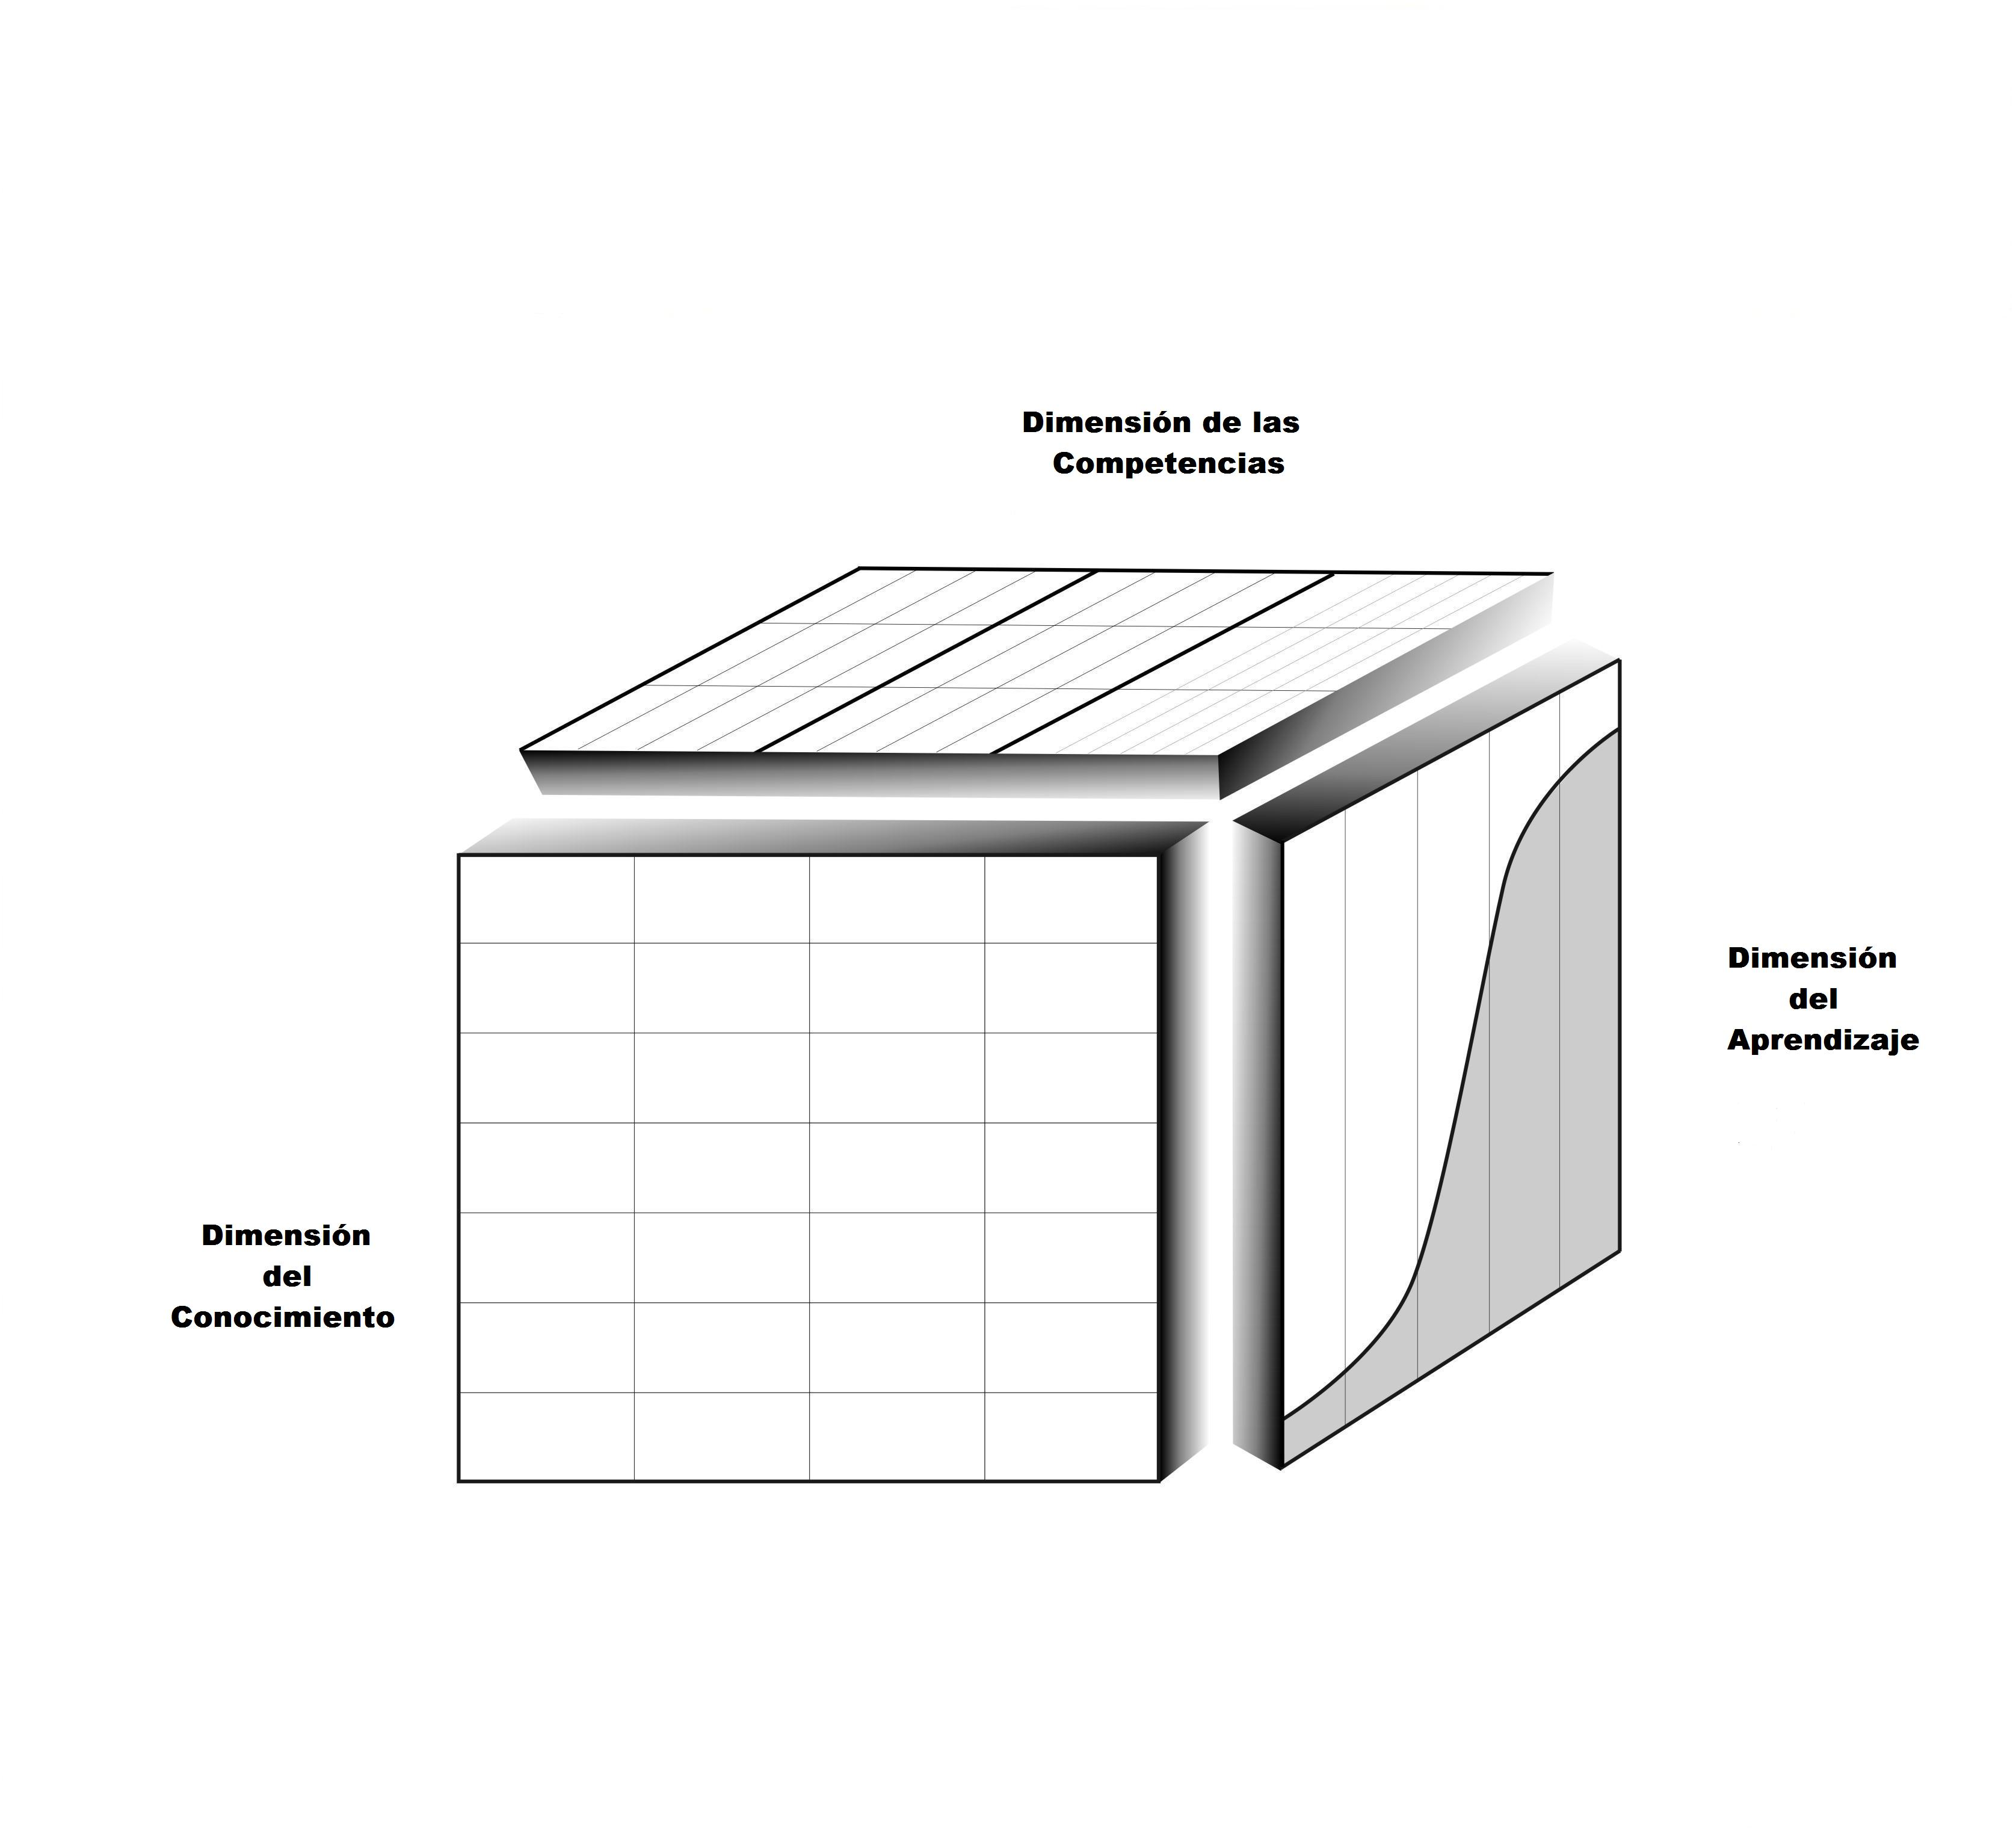 Dimensión de las
Competencias
Dimensión
del
Aprendizaje
Dimensión
del
Conocimiento